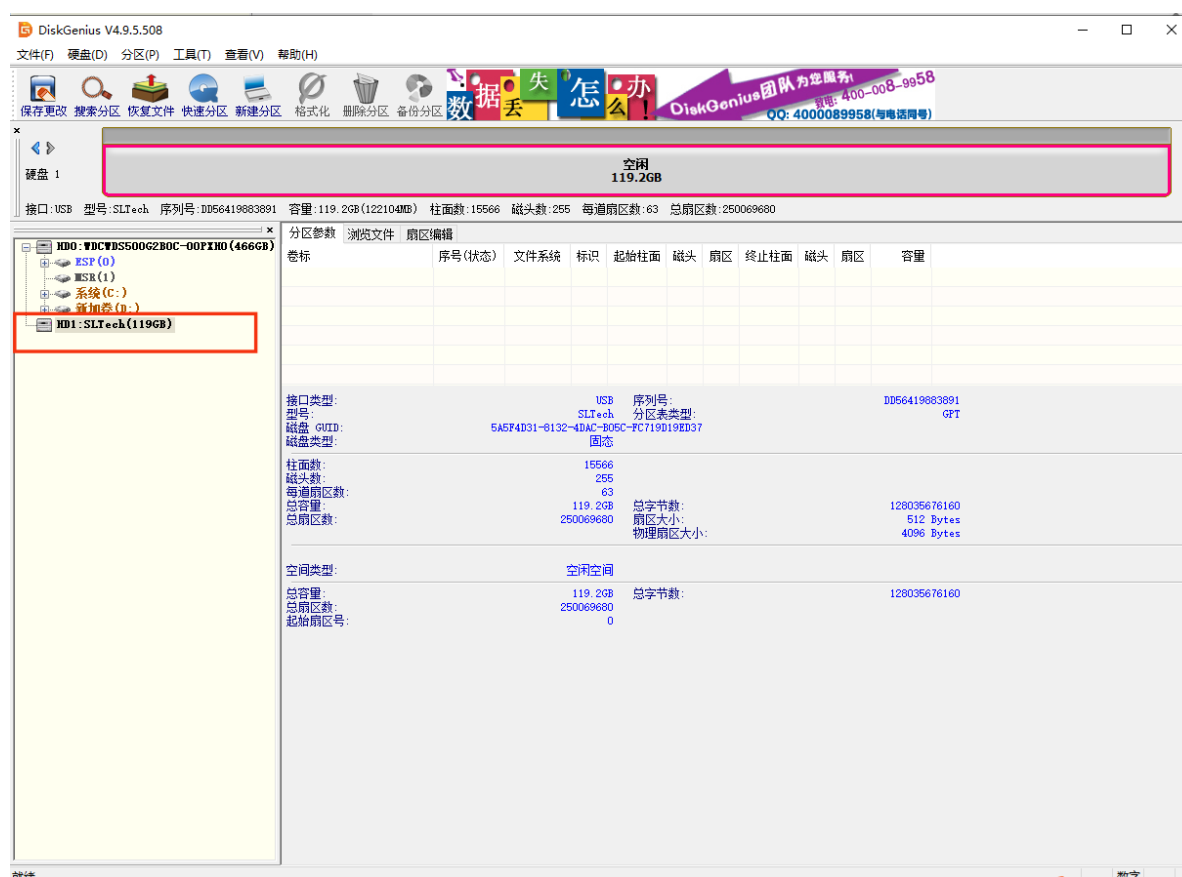 DiskGenius V4.9.5.508
文件(F) 硬盘(D) 分区(P) 工具(T) 查看(V) 帮助(H)
保存更改 搜索分区 恢复文件 快速分区 新建分区 格式化 删除分区 备份分区
数据丢失怎么办!
DiskGenius团队为您服务!
致电: 400-008-9958
QQ: 4000089958(与电话同号)
空闲
119.2GB
硬盘 1
接口:USB 型号:SLTech 序列号:DD56419883891 容量:119.2GB(122104MB) 柱面数:15566 磁头数:255 每道扇区数:63 总扇区数:250069680
HD0:WDCWDS500G2B0C-00PXH0(466GB)
ESP(0)
MSR(1)
系统(C:)
新加卷(D:)
HD1:SLTech(119GB)
分区参数 浏览文件 扇区编辑
卷标 序号(状态) 文件系统 标识 起始柱面 磁头 扇区 终止柱面 磁头 扇区 容量
接口类型: USB 序列号: DD56419883891
型号: SLTech 分区表类型: GPT
磁盘 GUID: 5A5F4D31-8132-4DAC-B05C-FC719D19ED37
磁盘类型: 固态
柱面数: 15566
磁头数: 255
每道扇区数: 63
总容量: 119.2GB 总字节数: 128035676160
总扇区数: 250069680 扇区大小: 512 Bytes
物理扇区大小: 4096 Bytes
空间类型: 空闲空间
总容量: 119.2GB 总字节数: 128035676160
总扇区数: 250069680
起始扇区号: 0
就绪 数字